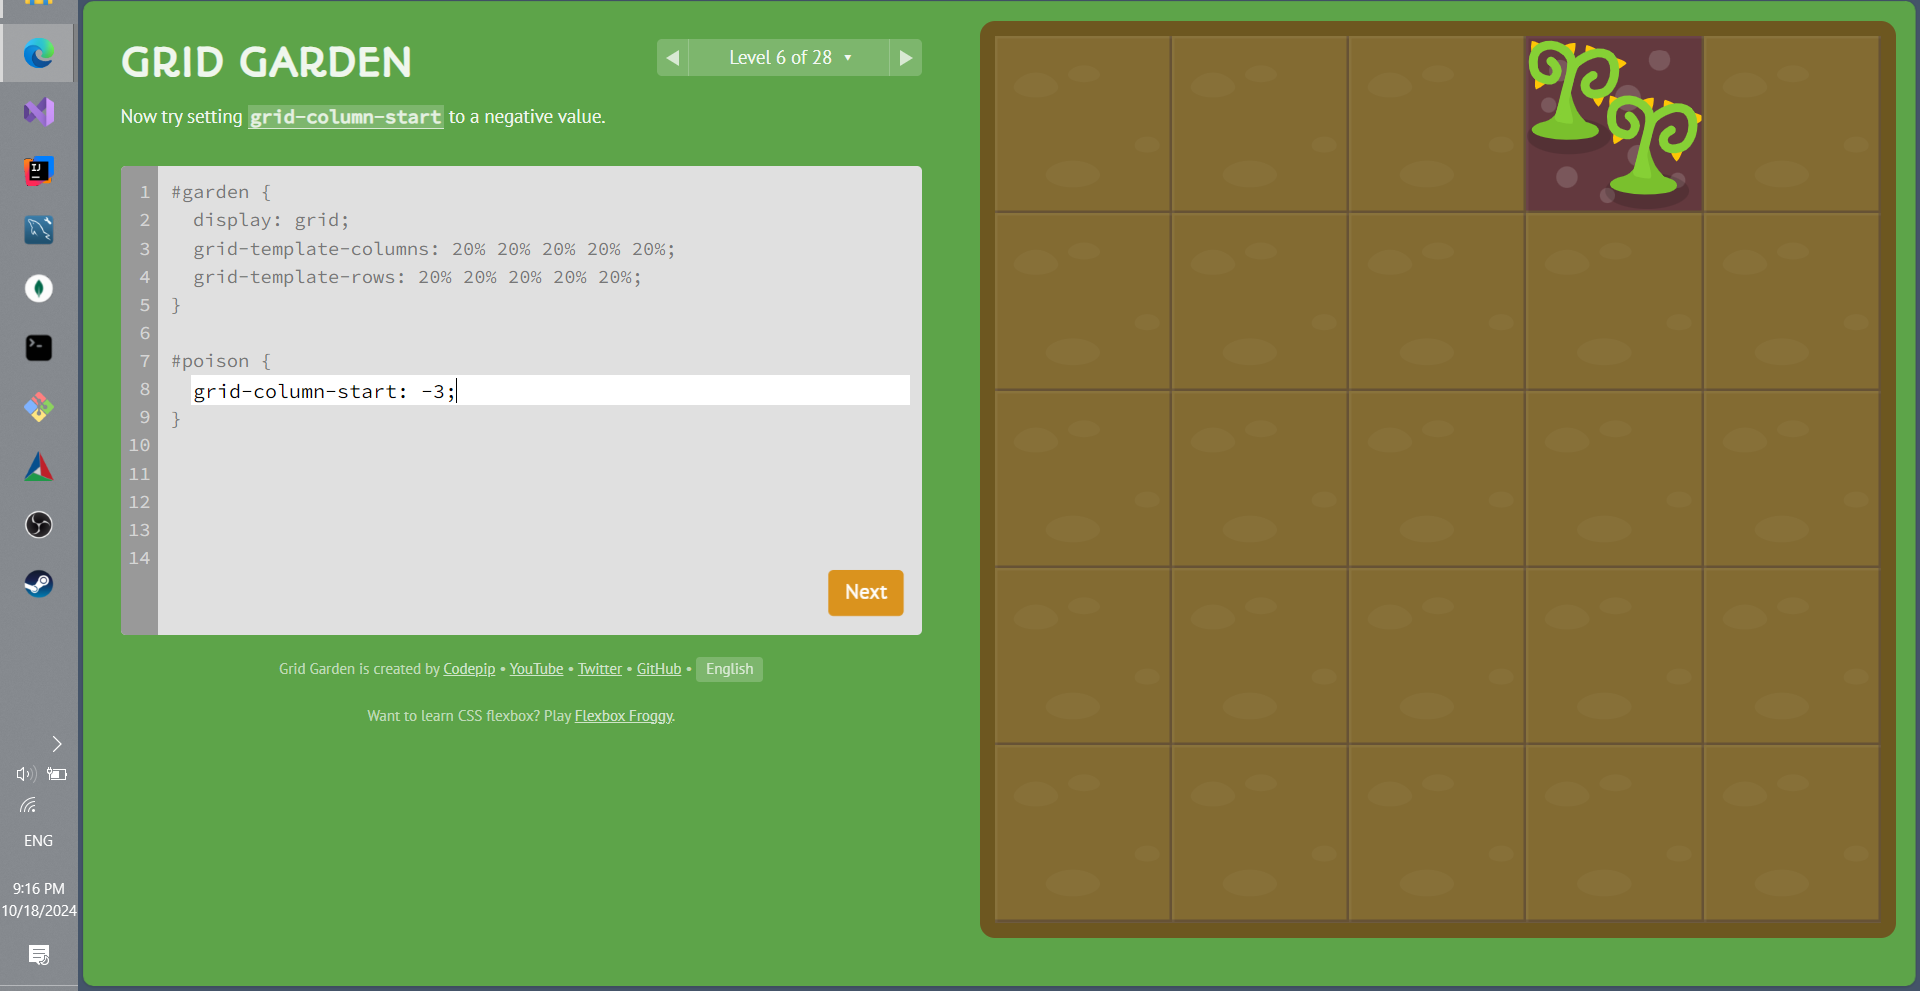 GRID GARDEN
◀ Level 6 of 28 ▼ ▶
Now try setting grid-column-start to a negative value.
1 #garden {
2   display: grid;
3   grid-template-columns: 20% 20% 20% 20% 20%;
4   grid-template-rows: 20% 20% 20% 20% 20%;
5 }
6
7 #poison {
8   grid-column-start: -3;
9 }
10
11
12
13
14
Next
Grid Garden is created by Codepip • YouTube • Twitter • GitHub • English
Want to learn CSS flexbox? Play Flexbox Froggy.
IJ
ENG
9:16 PM
10/18/2024